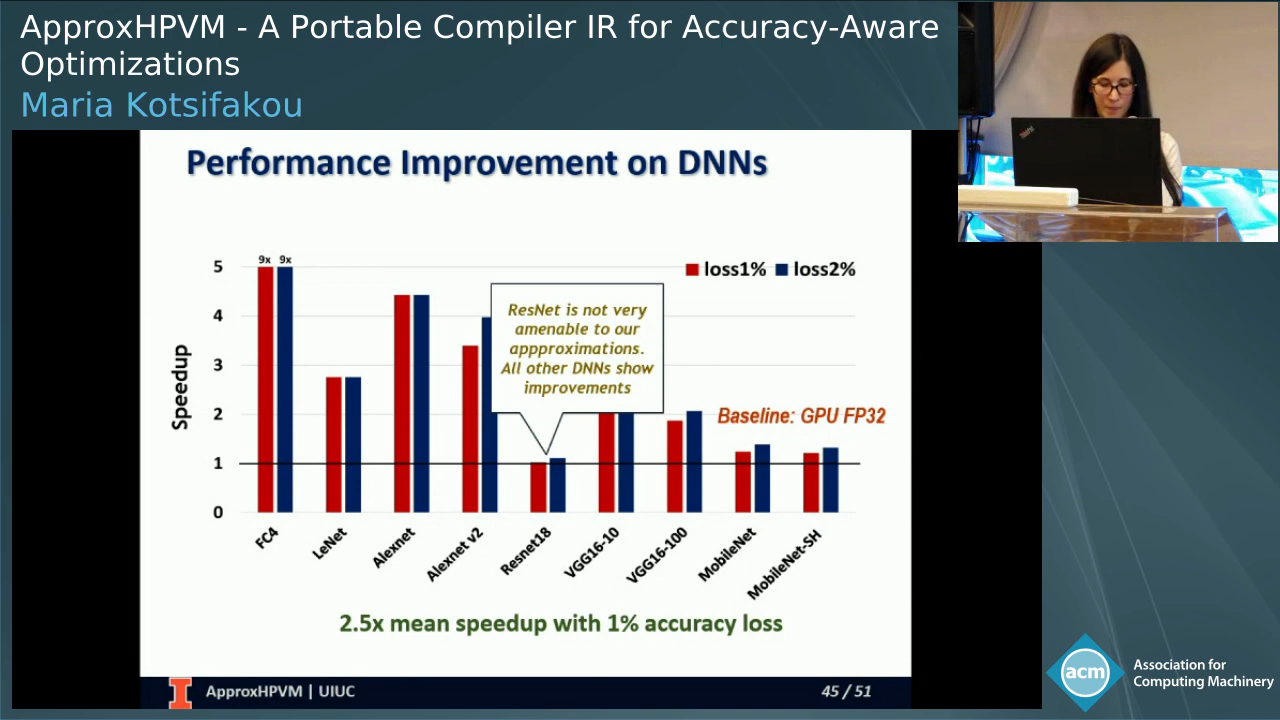 ApproxHPVM - A Portable Compiler IR for Accuracy-Aware
Optimizations
Maria Kotsifakou
Performance Improvement on DNNs
9x 9x
loss1% loss2%
5
4
3
2
1
0
Speedup
ResNet is not very
amenable to our
appproximations.
All other DNNs show
improvements
Baseline: GPU FP32
FC4
LeNet
Alexnet
Alexnet v2
Resnet18
VGG16-10
VGG16-100
MobileNet
MobileNet-SH
2.5x mean speedup with 1% accuracy loss
ApproxHPVM | UIUC
45 / 51
acm
Association for
Computing Machinery
ThinkPad